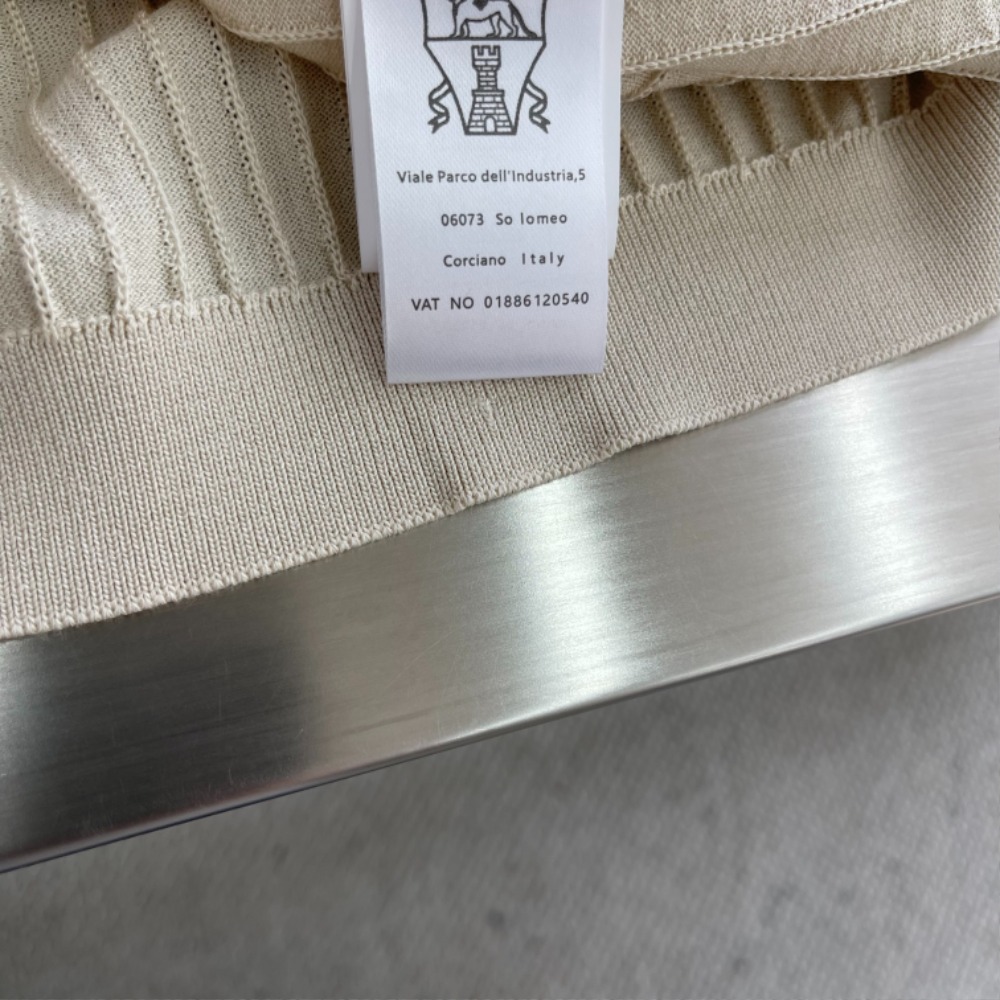 Viale Parco dell'Industria,5
06073 So lomeo
Corciano Italy
VAT NO 01886120540